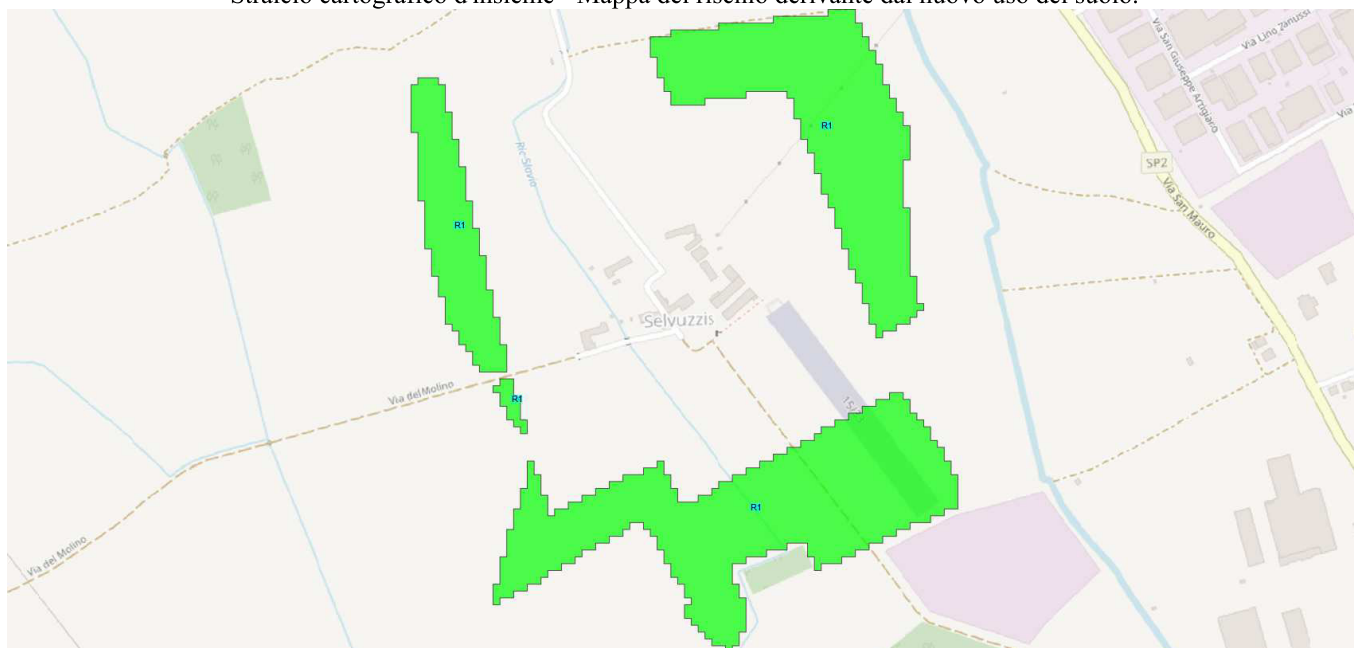 Stralcio cartografico d'insieme - Mappa del rischio derivante dal nuovo uso del suolo.
Via Lino Zanussi
Via San Giuseppe Artigiano
R1
SP2
Via San Mauro
R1
Selvuzzis
Via del Molino
R1
R1
Via del Molino